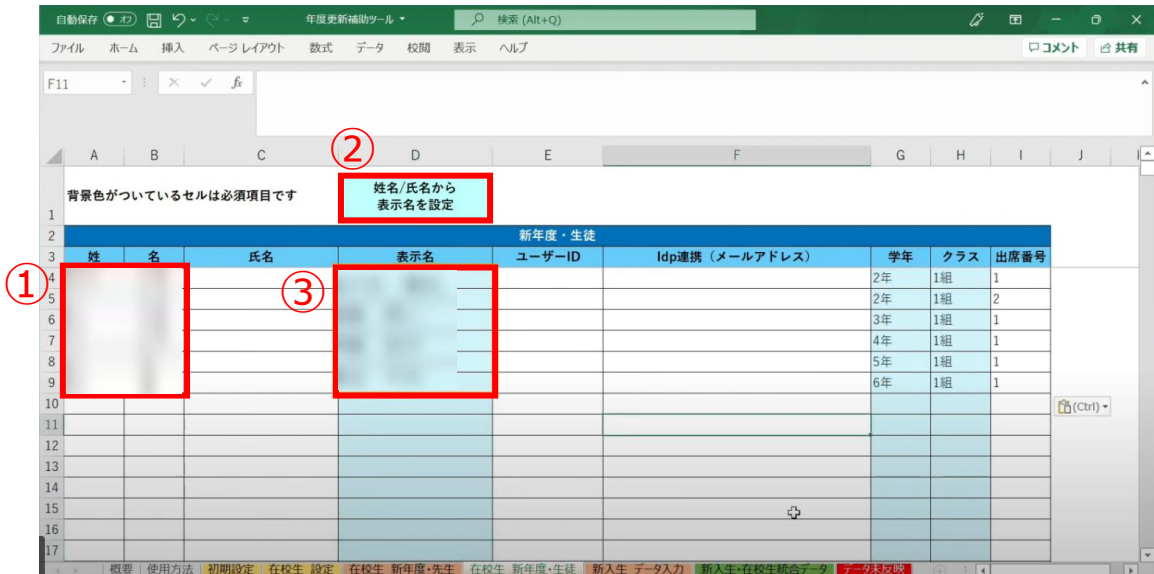 自動保存 オフ 年度更新補助ツール 検索 (Alt+Q)
ファイル ホーム 挿入 ページ レイアウト 数式 データ 校閲 表示 ヘルプ コメント 共有
F11 fx
② 
A B C D E F G H I J
背景色がついているセルは必須項目です
姓名/氏名から
表示名を設定
1
2 新年度・生徒
3 姓 名 氏名 表示名 ユーザーID Idp連携（メールアドレス） 学年 クラス 出席番号
① ③
4 2年 1組 1
5 2年 1組 2
6 3年 1組 1
7 4年 1組 1
8 5年 1組 1
9 6年 1組 1
10 (Ctrl)
11
12
13
14
15
16
17
概要 使用方法 初期設定 在校生_設定 在校生_新年度・先生 在校生_新年度・生徒 新入生_データ入力 新入生・在校生統合データ データ未反映